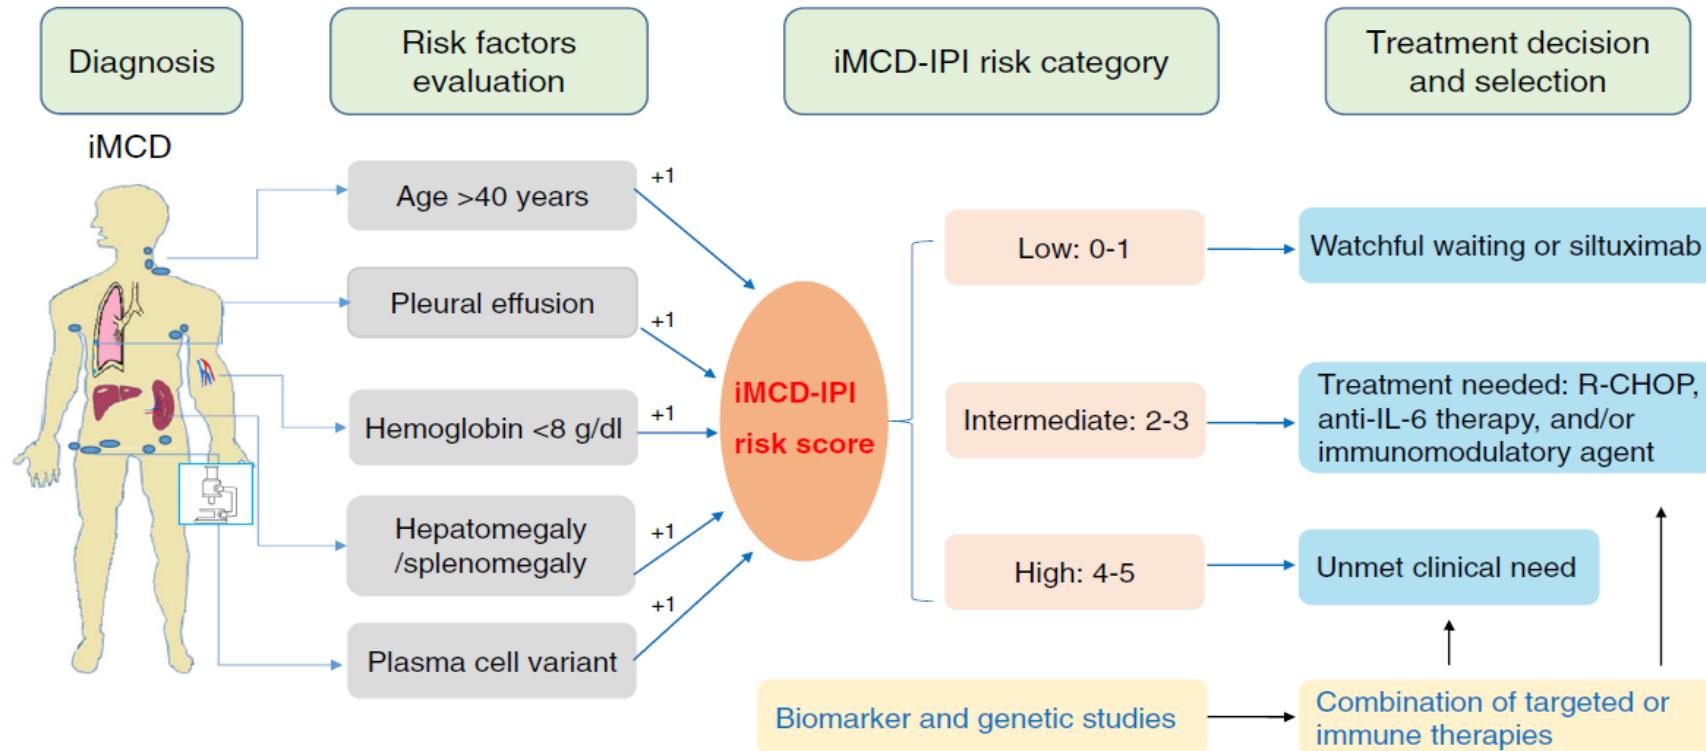 Diagnosis
Risk factors
evaluation
iMCD-IPI risk category
Treatment decision
and selection
iMCD
Age >40 years
+1
Pleural effusion
+1
Hemoglobin <8 g/dl
+1
Hepatomegaly
/splenomegaly
+1
Plasma cell variant
+1
iMCD-IPI
risk score
Low: 0-1
Watchful waiting or siltuximab
Intermediate: 2-3
Treatment needed: R-CHOP,
anti-IL-6 therapy, and/or
immunomodulatory agent
High: 4-5
Unmet clinical need
Biomarker and genetic studies
Combination of targeted or
immune therapies